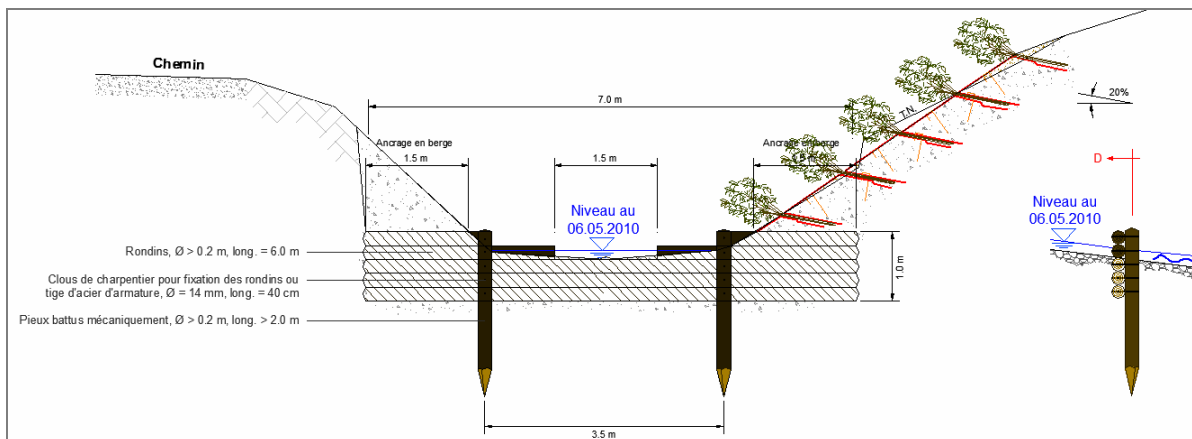 Chemin
7.0 m
20%
T.N.
Ancrage en berge
1.5 m
1.5 m
Ancrage en berge
1.5 m
D
Niveau au
06.05.2010
Niveau au
06.05.2010
Rondins, Ø > 0.2 m, long. = 6.0 m
Clous de charpentier pour fixation des rondins ou
tige d'acier d'armature, Ø = 14 mm, long. = 40 cm
Pieux battus mécaniquement, Ø > 0.2 m, long. > 2.0 m
1.0 m
3.5 m